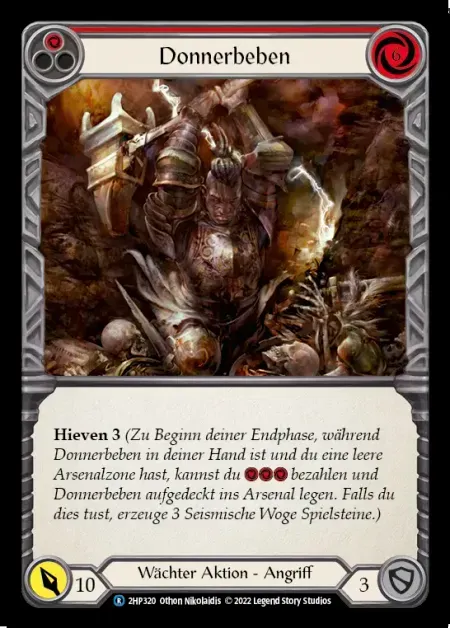 Donnerbeben
6
Hieven 3 (Zu Beginn deiner Endphase, während
Donnerbeben in deiner Hand ist und du eine leere
Arsenalzone hast, kannst du bezahlen und
Donnerbeben aufgedeckt ins Arsenal legen. Falls du
dies tust, erzeuge 3 Seismische Woge Spielsteine.)
10
Wächter Aktion - Angriff
3
R 2HP320 Othon Nikolaidis © 2022 Legend Story Studios